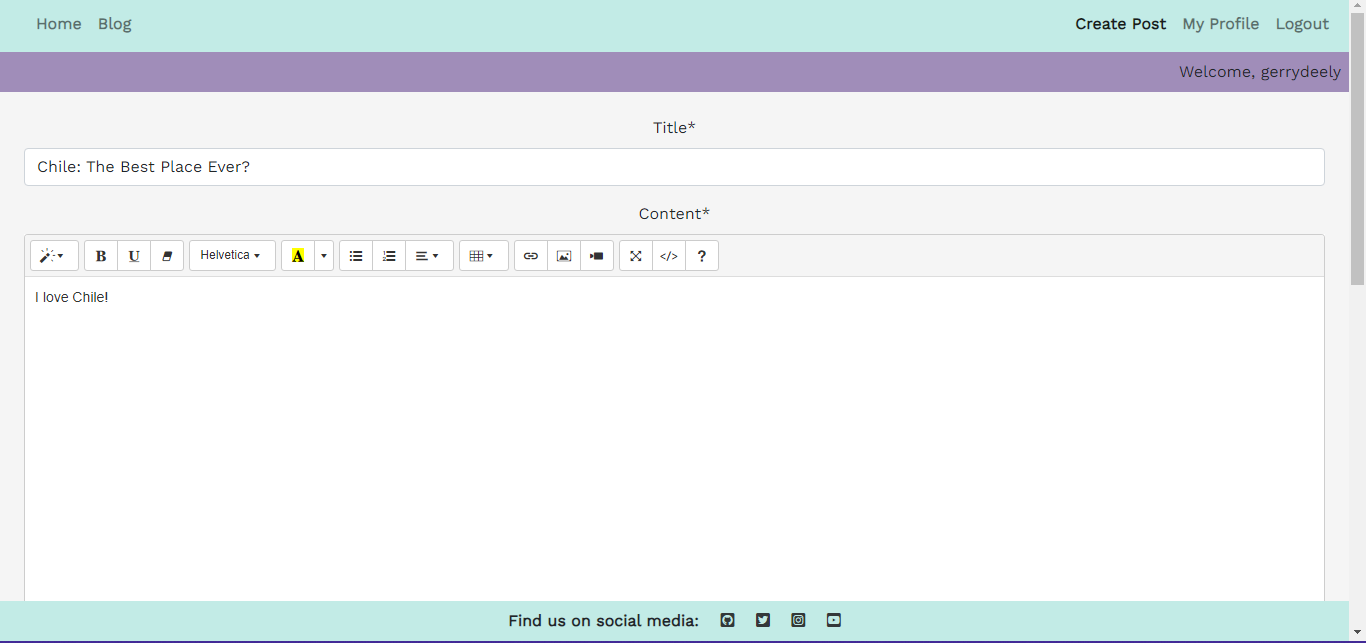 Home Blog Create Post My Profile Logout
Welcome, gerrydeely
Title*
Chile: The Best Place Ever?
Content*
B U Helvetica A </> ?
I love Chile!
Find us on social media: